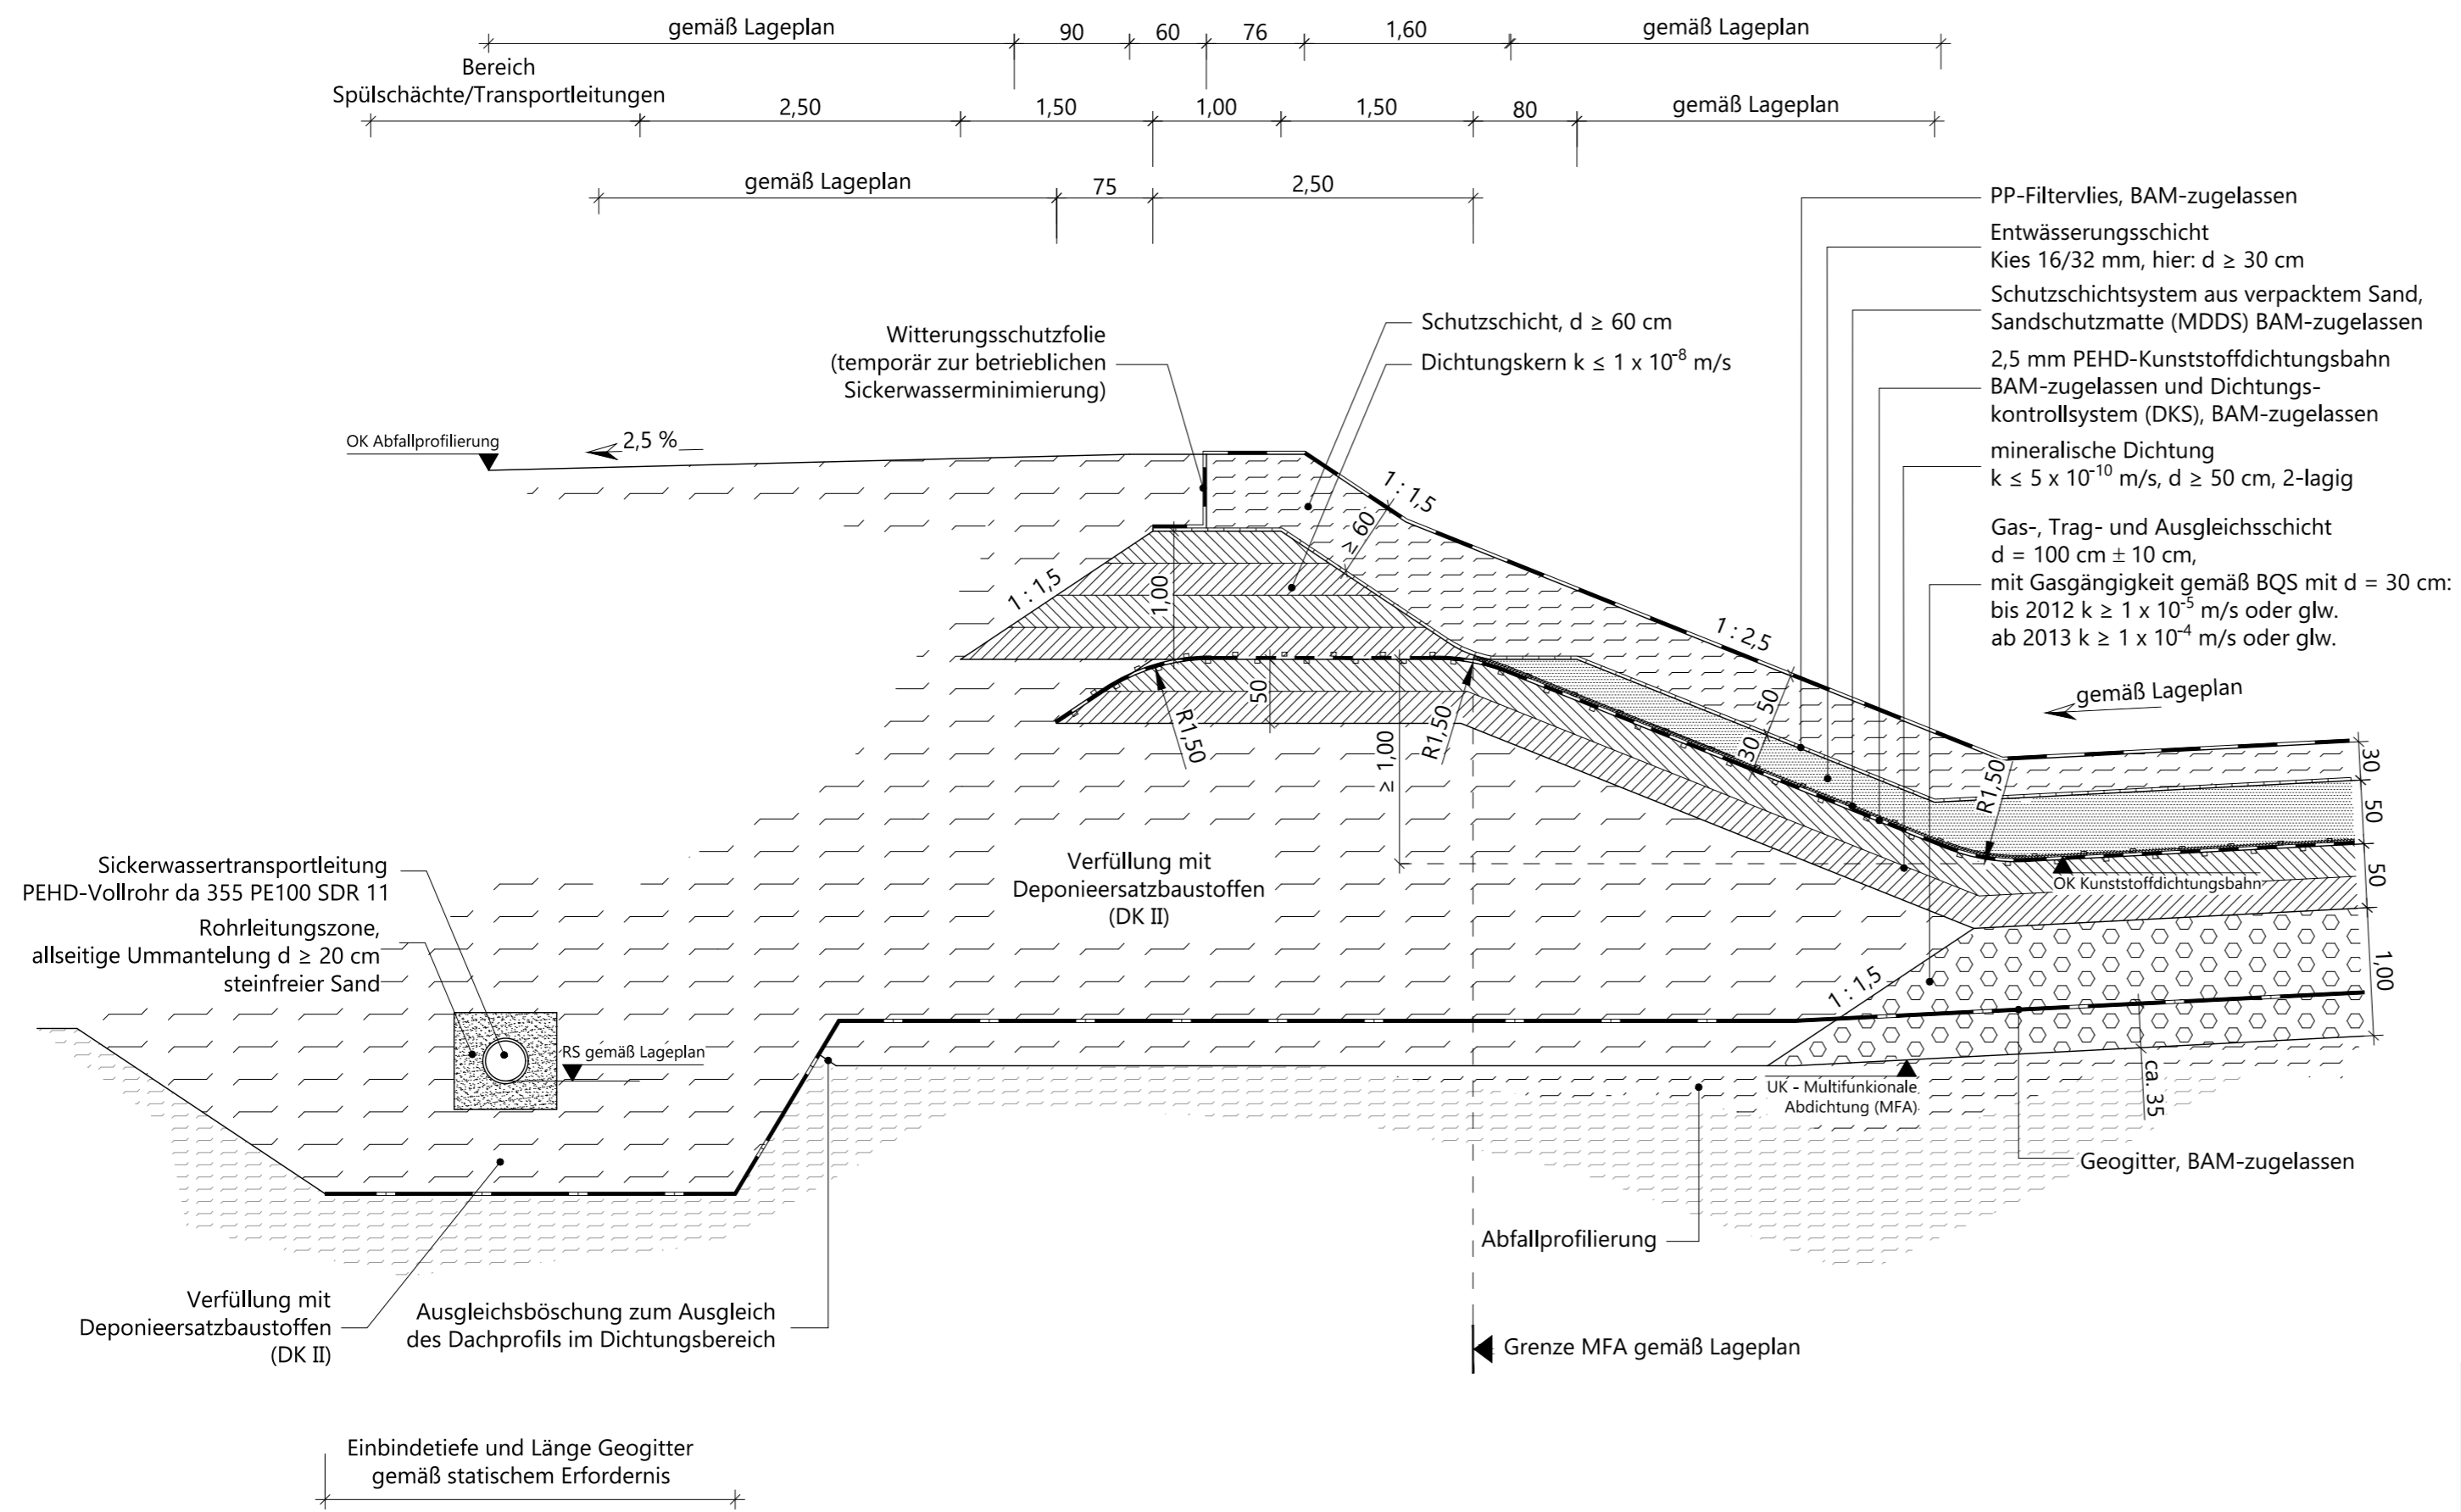 gemäß Lageplan
90
60
76
1,60
gemäß Lageplan
Bereich
Spülschächte/Transportleitungen
2,50
1,50
1,00
1,50
80
gemäß Lageplan
gemäß Lageplan
75
2,50
PP-Filtervlies, BAM-zugelassen
Entwässerungsschicht
Kies 16/32 mm, hier: d ≥ 30 cm
Schutzschichtsystem aus verpacktem Sand,
Sandschutzmatte (MDDS) BAM-zugelassen
2,5 mm PEHD-Kunststoffdichtungsbahn
BAM-zugelassen und Dichtungs-
kontrollsystem (DKS), BAM-zugelassen
mineralische Dichtung
k ≤ 5 x 10⁻¹⁰ m/s, d ≥ 50 cm, 2-lagig
Gas-, Trag- und Ausgleichsschicht
d = 100 cm ± 10 cm,
mit Gasgängigkeit gemäß BQS mit d = 30 cm:
bis 2012 k ≥ 1 x 10⁻⁵ m/s oder glw.
ab 2013 k ≥ 1 x 10⁻⁴ m/s oder glw.
Witterungsschutzfolie
(temporär zur betrieblichen
Sickerwasserminimierung)
Schutzschicht, d ≥ 60 cm
Dichtungskern k ≤ 1 x 10⁻⁸ m/s
OK Abfallprofilierung
2,5 %
1 : 1,5
≥ 60
1 : 1,5
1,00
1 : 2,5
50
R1,50
R1,50
≥ 1,00
50
30
gemäß Lageplan
R1,50
30
50
50
1,00
OK Kunststoffdichtungsbahn
Verfüllung mit
Deponieersatzbaustoffen
(DK II)
Sickerwassertransportleitung
PEHD-Vollrohr da 355 PE100 SDR 11
Rohrleitungszone,
allseitige Ummantelung d ≥ 20 cm
steinfreier Sand
RS gemäß Lageplan
1 : 1,5
UK - Multifunkionale
Abdichtung (MFA)
ca. 35
Geogitter, BAM-zugelassen
Abfallprofilierung
Verfüllung mit
Deponieersatzbaustoffen
(DK II)
Ausgleichsböschung zum Ausgleich
des Dachprofils im Dichtungsbereich
Grenze MFA gemäß Lageplan
Einbindetiefe und Länge Geogitter
gemäß statischem Erfordernis